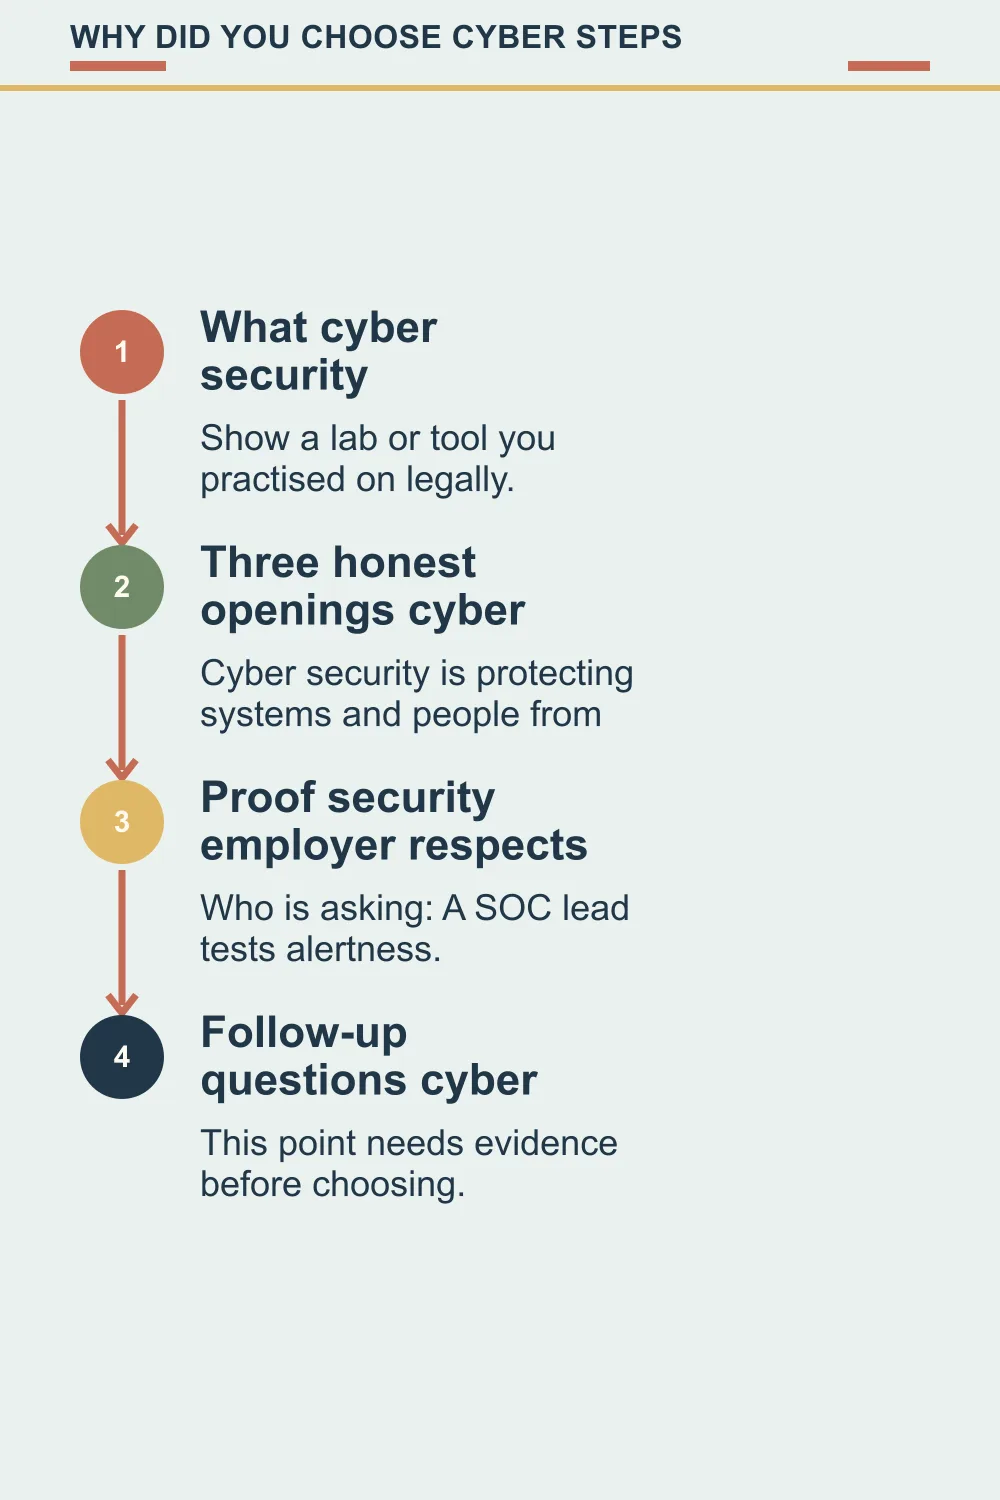 WHY DID YOU CHOOSE CYBER STEPS
1
What cyber
security
Show a lab or tool you
practised on legally.
2
Three honest
openings cyber
Cyber security is protecting
systems and people from
3
Proof security
employer respects
Who is asking: A SOC lead
tests alertness.
4
Follow-up
questions cyber
This point needs evidence
before choosing.